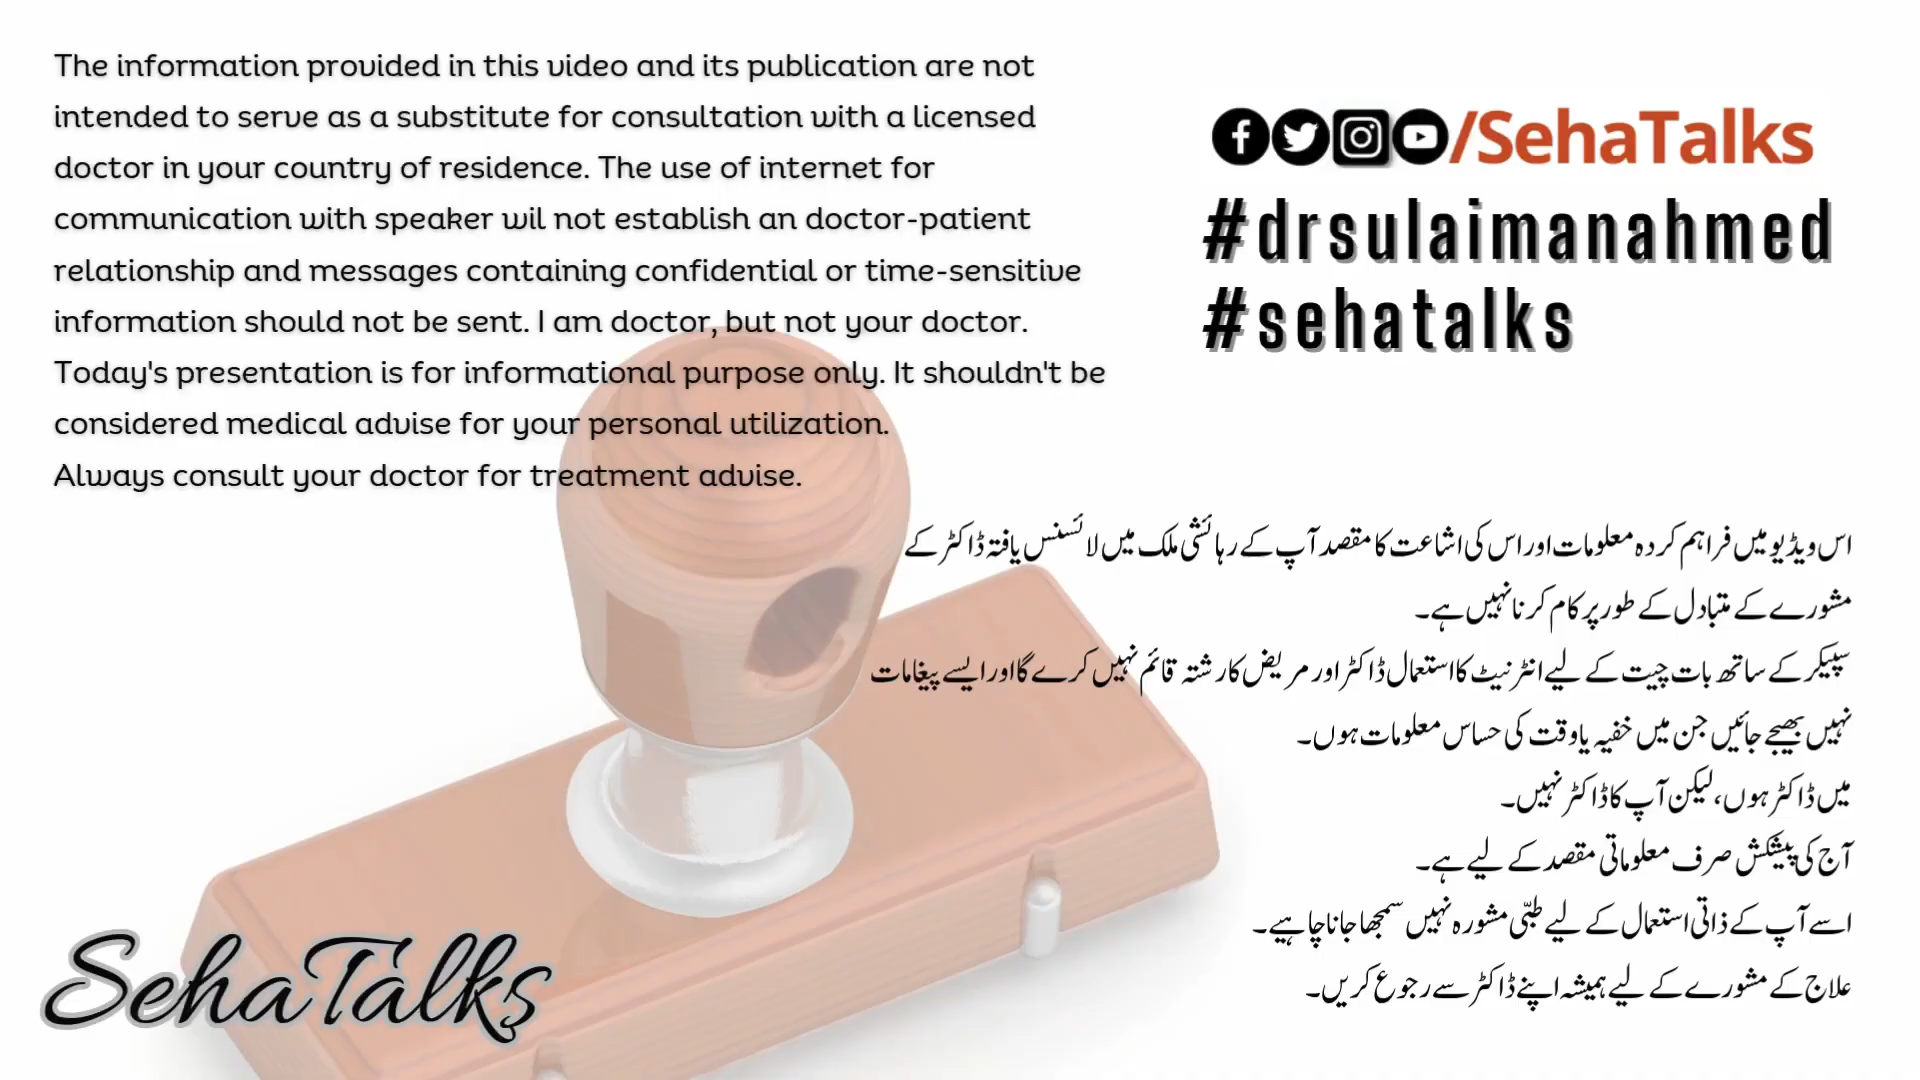 The information provided in this video and its publication are not
intended to serve as a substitute for consultation with a licensed
doctor in your country of residence. The use of internet for
communication with speaker wil not establish an doctor-patient
relationship and messages containing confidential or time-sensitive
information should not be sent. I am doctor, but not your doctor.
Today's presentation is for informational purpose only. It shouldn't be
considered medical advise for your personal utilization.
Always consult your doctor for treatment advise.
/SehaTalks
#drsulaimanahmed
#sehatalks
اس ویڈیو میں فراہم کردہ معلومات اور اس کی اشاعت کا مقصد آپ کے رہائشی ملک میں لائسنس یافتہ ڈاکٹر کے
مشورے کے متبادل کے طور پر کام کرنا نہیں ہے۔
سپیکر کے ساتھ بات چیت کے لیے انٹرنیٹ کا استعمال ڈاکٹر اور مریض کا رشتہ قائم نہیں کرے گا اور ایسے پیغامات
نہیں بھیجے جائیں جن میں خفیہ یا وقت کی حساس معلومات ہوں۔
میں ڈاکٹر ہوں، لیکن آپ کا ڈاکٹر نہیں۔
آج کی پیشکش صرف معلوماتی مقصد کے لیے ہے۔
اسے آپ کے ذاتی استعمال کے لیے طبّی مشورہ نہیں سمجھا جانا چاہیے۔
علاج کے مشورے کے لیے ہمیشہ اپنے ڈاکٹر سے رجوع کریں۔
SehaTalks